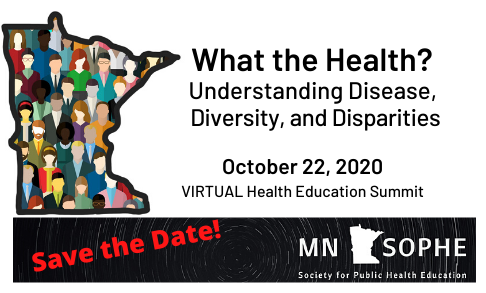 What the Health?
Understanding Disease,
Diversity, and Disparities
October 22, 2020
VIRTUAL Health Education Summit
Save the Date!
MN SOPHE
Society for Public Health Education